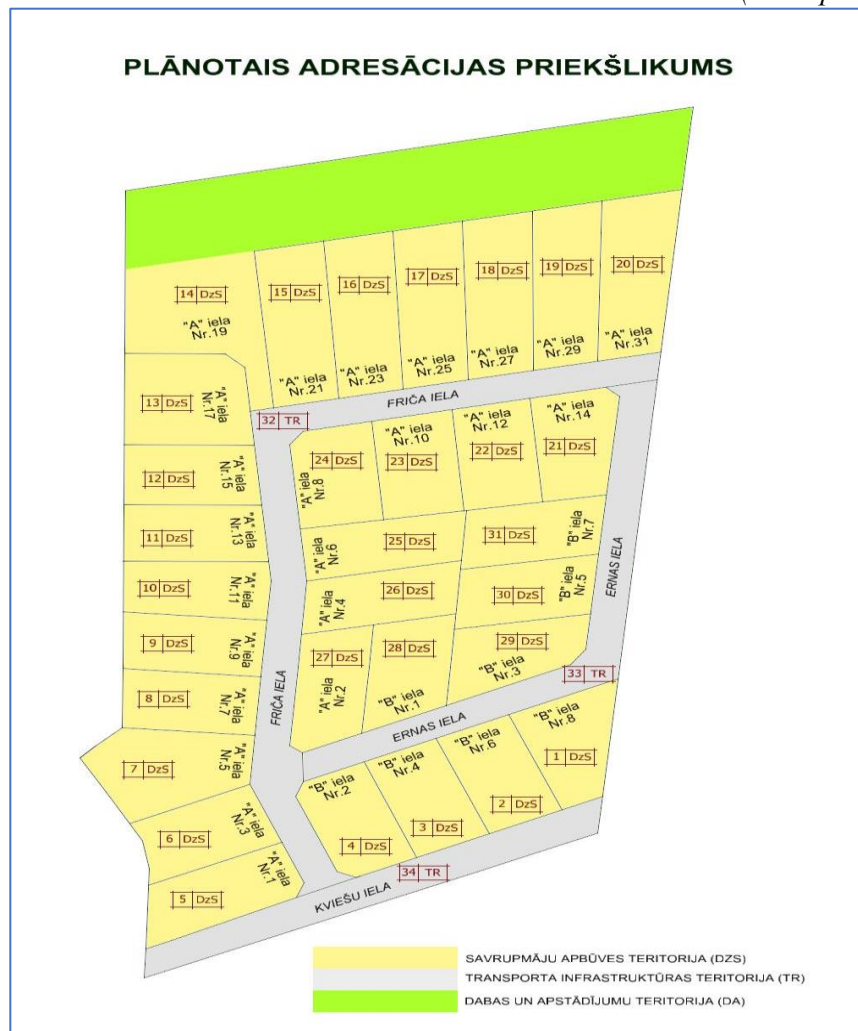 PLĀNOTAIS ADRESĀCIJAS PRIEKŠLIKUMS
14 DzS
"A" iela
Nr.19
15 DzS
"A" iela
Nr.21
16 DzS
"A" iela
Nr.23
17 DzS
"A" iela
Nr.25
18 DzS
"A" iela
Nr.27
19 DzS
"A" iela
Nr.29
20 DzS
"A" iela
Nr.31
FRIČA IELA
32 TR
13 DzS
"A" iela
Nr.17
12 DzS
"A" iela
Nr.15
11 DzS
"A" iela
Nr.13
10 DzS
"A" iela
Nr.11
9 DzS
"A" iela
Nr.9
8 DzS
"A" iela
Nr.7
7 DzS
"A" iela
Nr.5
6 DzS
"A" iela
Nr.3
5 DzS
"A" iela
Nr.1
FRIČA IELA
24 DzS
"A" iela
Nr.8
"A" iela
Nr.10
23 DzS
"A" iela
Nr.12
22 DzS
"A" iela
Nr.14
21 DzS
25 DzS
"A" iela
Nr.6
31 DzS
"B" iela
Nr.7
26 DzS
"A" iela
Nr.4
30 DzS
"B" iela
Nr.5
27 DzS
"A" iela
Nr.2
28 DzS
"B" iela
Nr.1
29 DzS
"B" iela
Nr.3
ERNAS IELA
33 TR
ERNAS IELA
"B" iela
Nr.2
4 DzS
"B" iela
Nr.4
3 DzS
"B" iela
Nr.6
2 DzS
"B" iela
Nr.8
1 DzS
34 TR
KVIEŠU IELA
SAVRUPMĀJU APBŪVES TERITORIJA (DZS)
TRANSPORTA INFRASTRUKTŪRAS TERITORIJA (TR)
DABAS UN APSTĀDĪJUMU TERITORIJA (DA)